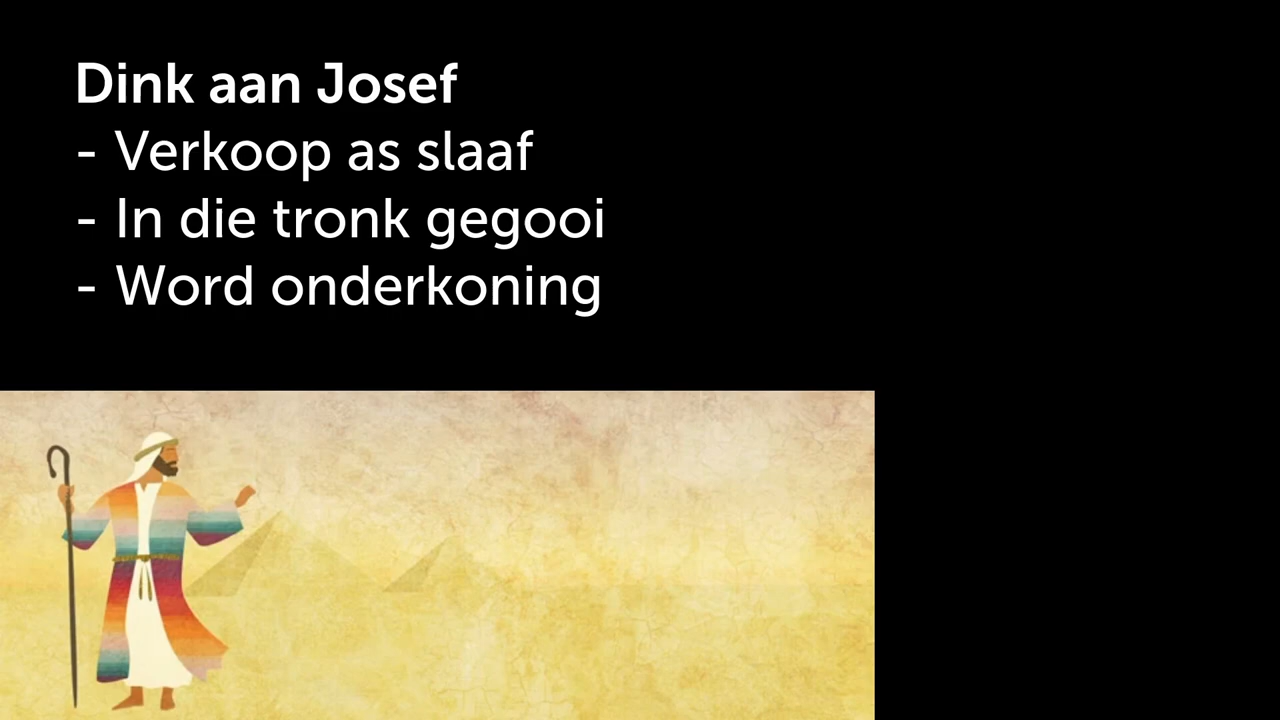 Dink aan Josef
- Verkoop as slaaf
- In die tronk gegooi
- Word onderkoning